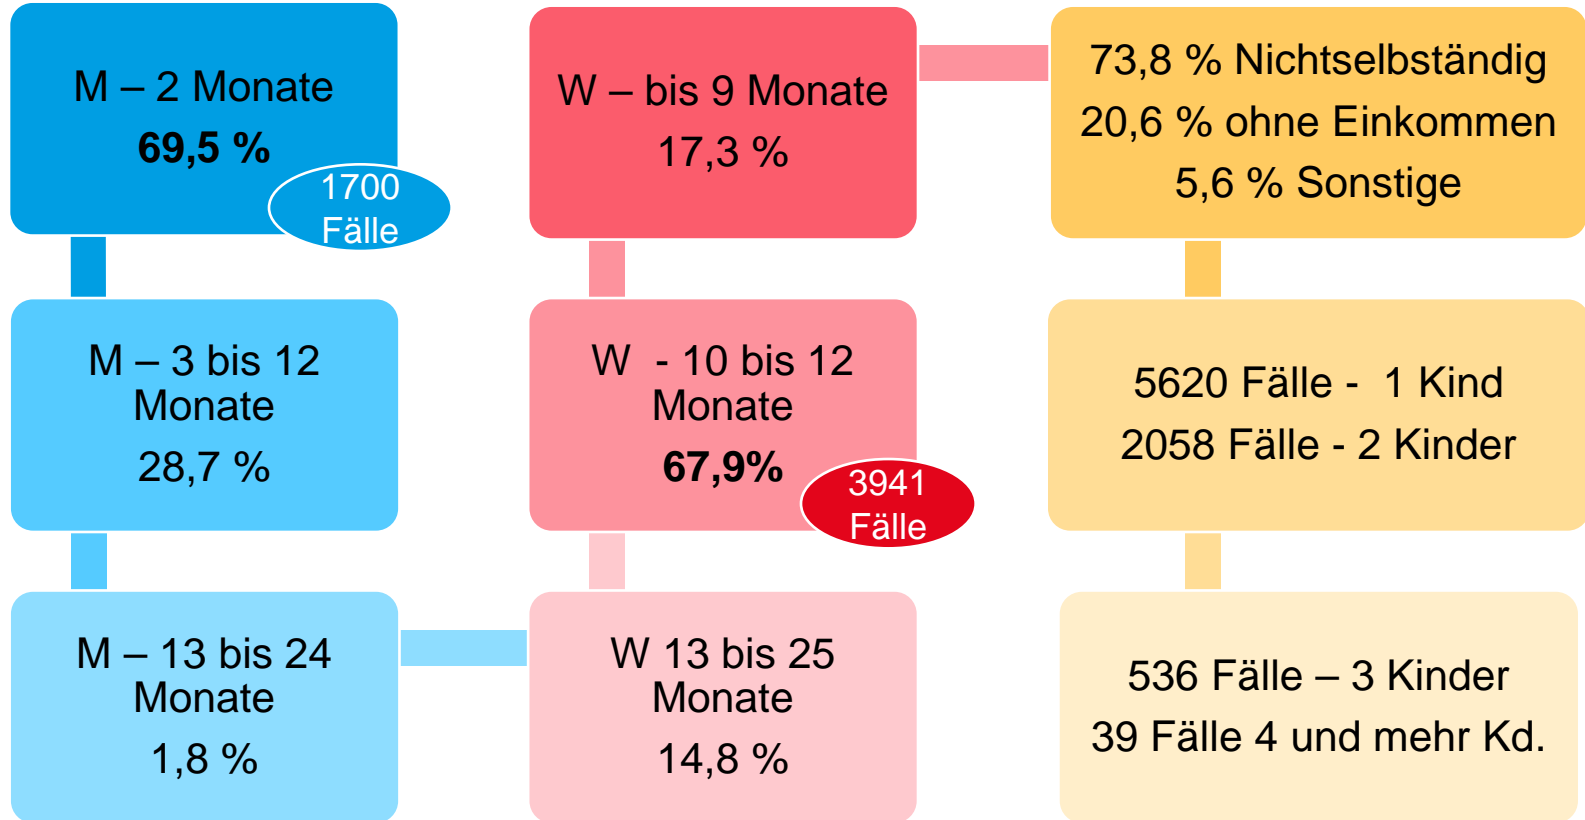 M – 2 Monate
69,5 %
1700
Fälle
M – 3 bis 12
Monate
28,7 %
M – 13 bis 24
Monate
1,8 %
W – bis 9 Monate
17,3 %
W  - 10 bis 12
Monate
67,9%
3941
Fälle
W 13 bis 25
Monate
14,8 %
73,8 % Nichtselbständig
20,6 % ohne Einkommen
5,6 % Sonstige
5620 Fälle -  1 Kind
2058 Fälle - 2 Kinder
536 Fälle – 3 Kinder
39 Fälle 4 und mehr Kd.